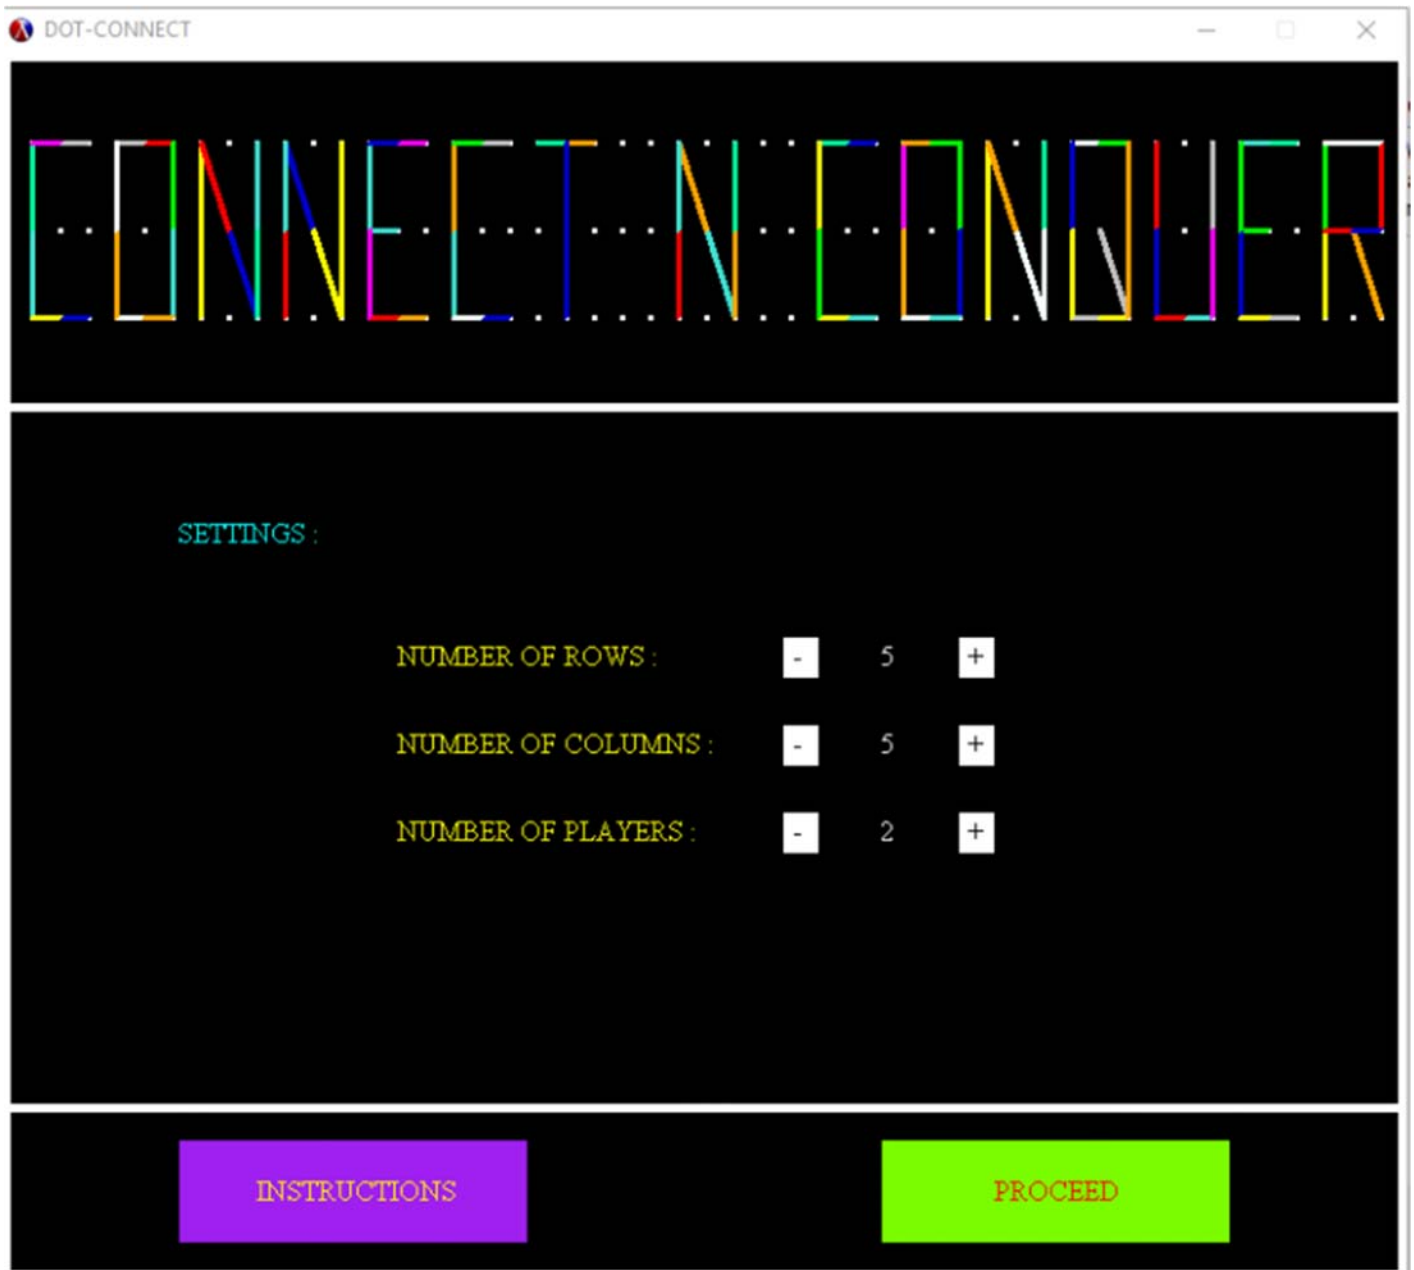 DOT-CONNECT
CONNECT N CONQUER
SETTINGS :
NUMBER OF ROWS : - 5 +
NUMBER OF COLUMNS : - 5 +
NUMBER OF PLAYERS : - 2 +
INSTRUCTIONS PROCEED